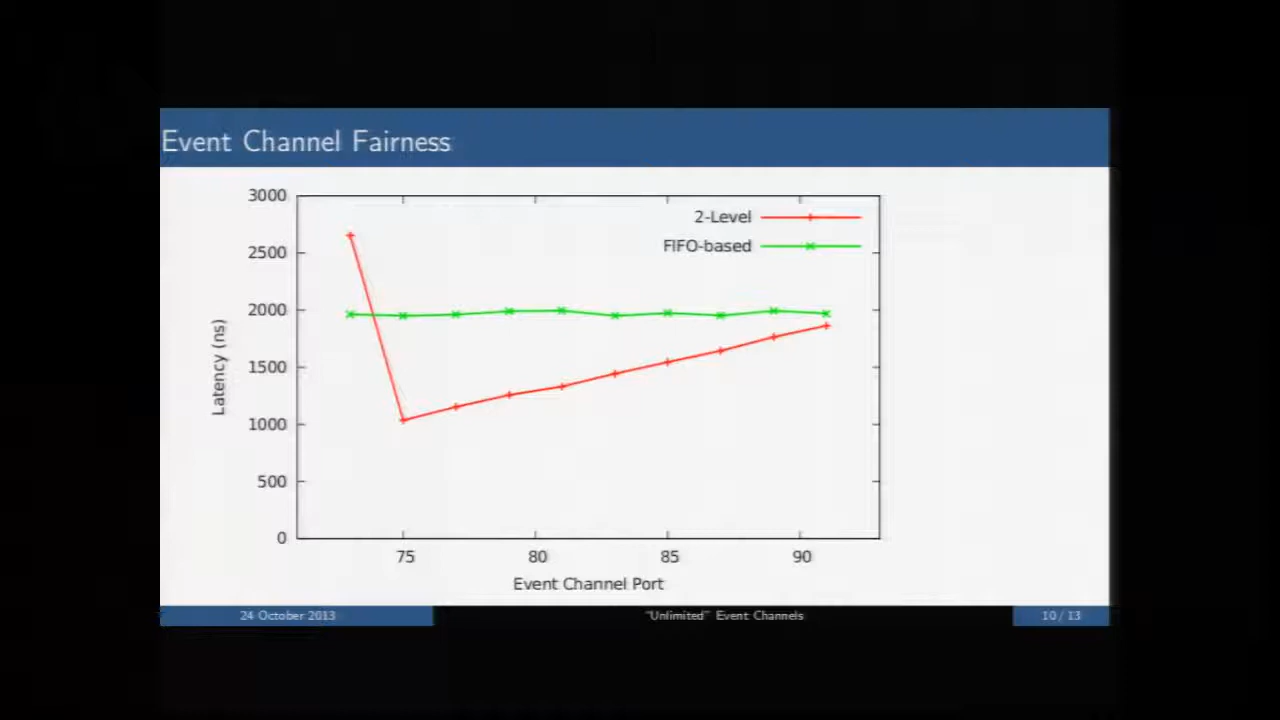 Event Channel Fairness
3000
2500
2000
1500
1000
500
0
Latency (ns)
2-Level
FIFO-based
75 80 85 90
Event Channel Port
24 October 2013 "Unlimited" Event Channels 10 / 13